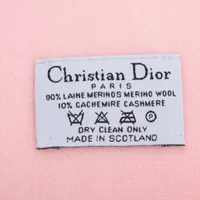 Christian Dior
PARIS
90% LAINE MERINOS MERINO WOOL
10% CACHEMIRE CASHMERE
DRY CLEAN ONLY
MADE IN SCOTLAND